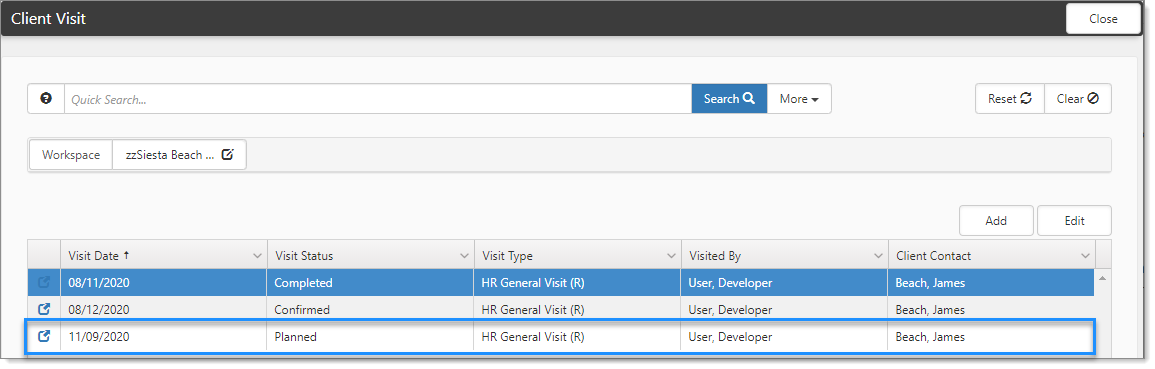 Client Visit Close
Quick Search... Search More Reset Clear
Workspace zzSiesta Beach ...
Add Edit
Visit Date Visit Status Visit Type Visited By Client Contact
08/11/2020 Completed HR General Visit (R) User, Developer Beach, James
08/12/2020 Confirmed HR General Visit (R) User, Developer Beach, James
11/09/2020 Planned HR General Visit (R) User, Developer Beach, James